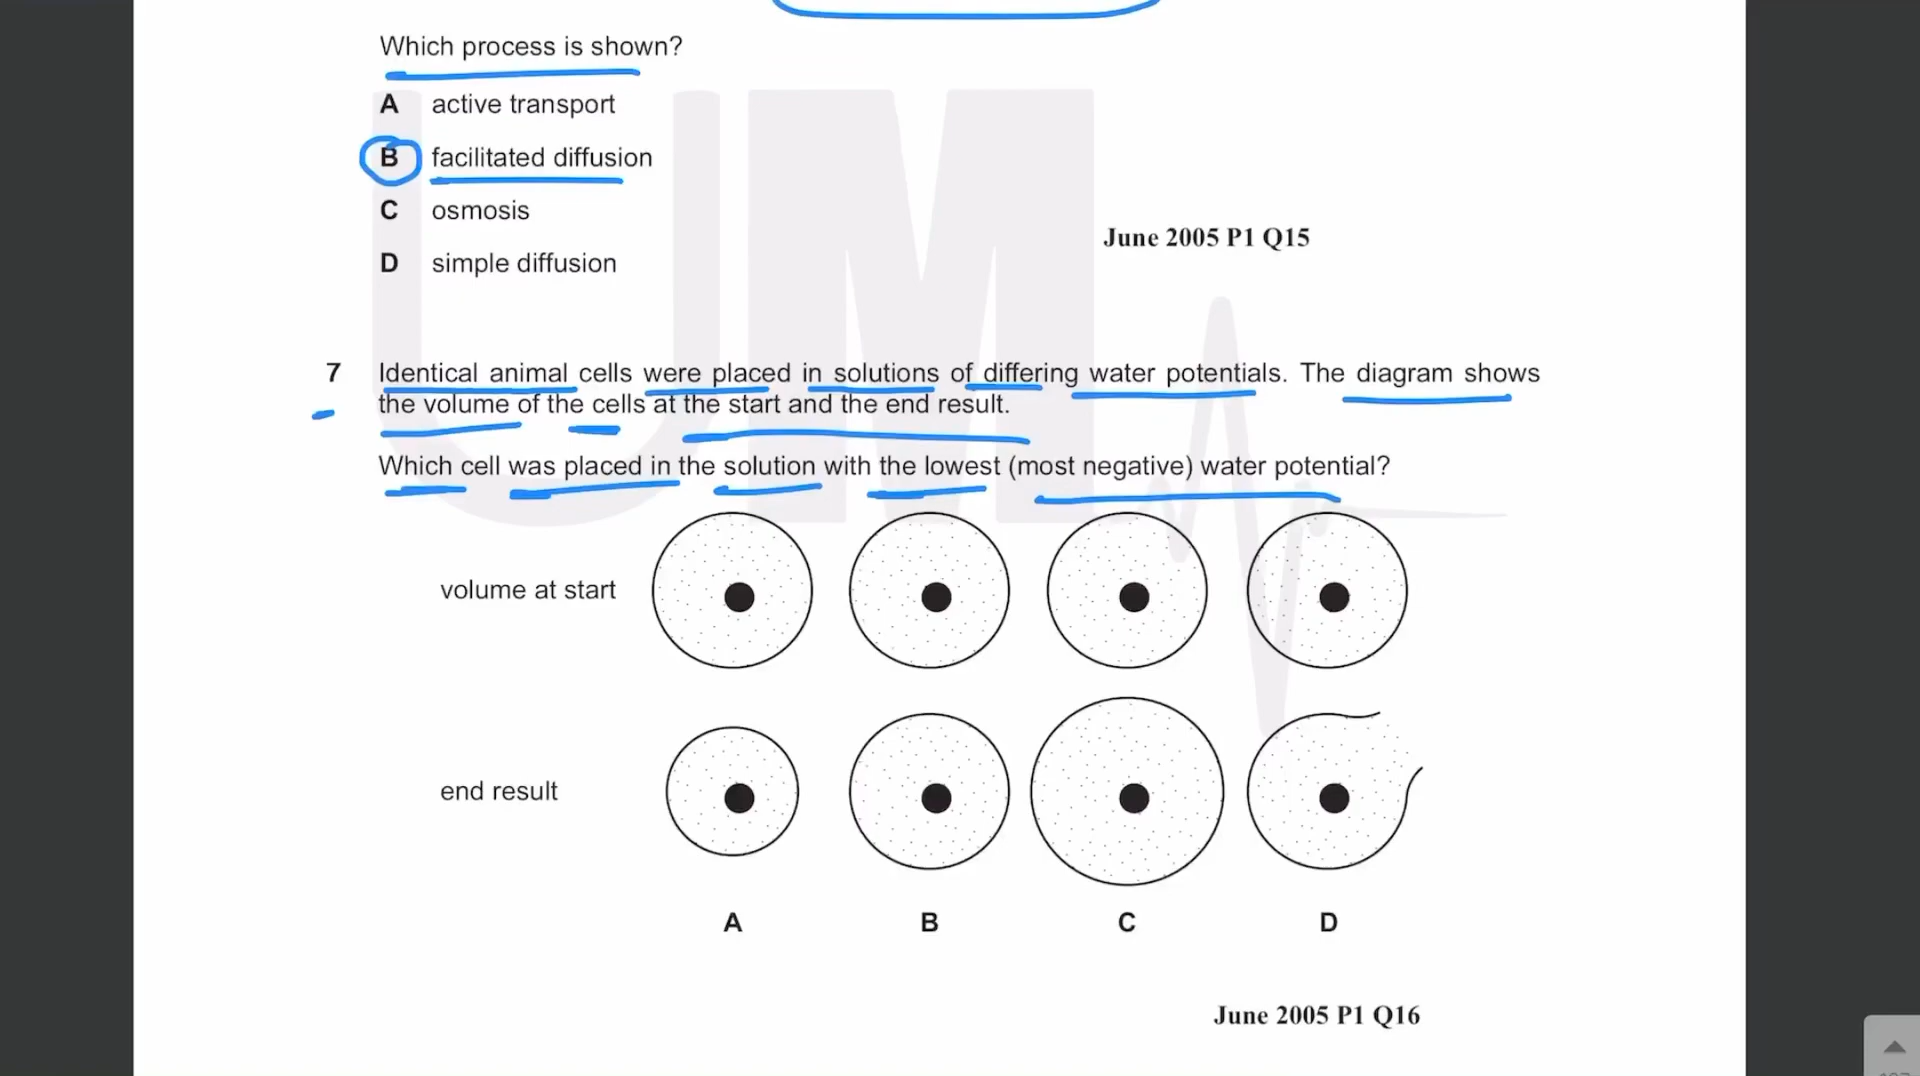 Which process is shown?
A active transport
B facilitated diffusion
C osmosis
June 2005 P1 Q15
D simple diffusion
7 Identical animal cells were placed in solutions of differing water potentials. The diagram shows
the volume of the cells at the start and the end result.
Which cell was placed in the solution with the lowest (most negative) water potential?
volume at start
end result
A B C D
June 2005 P1 Q16